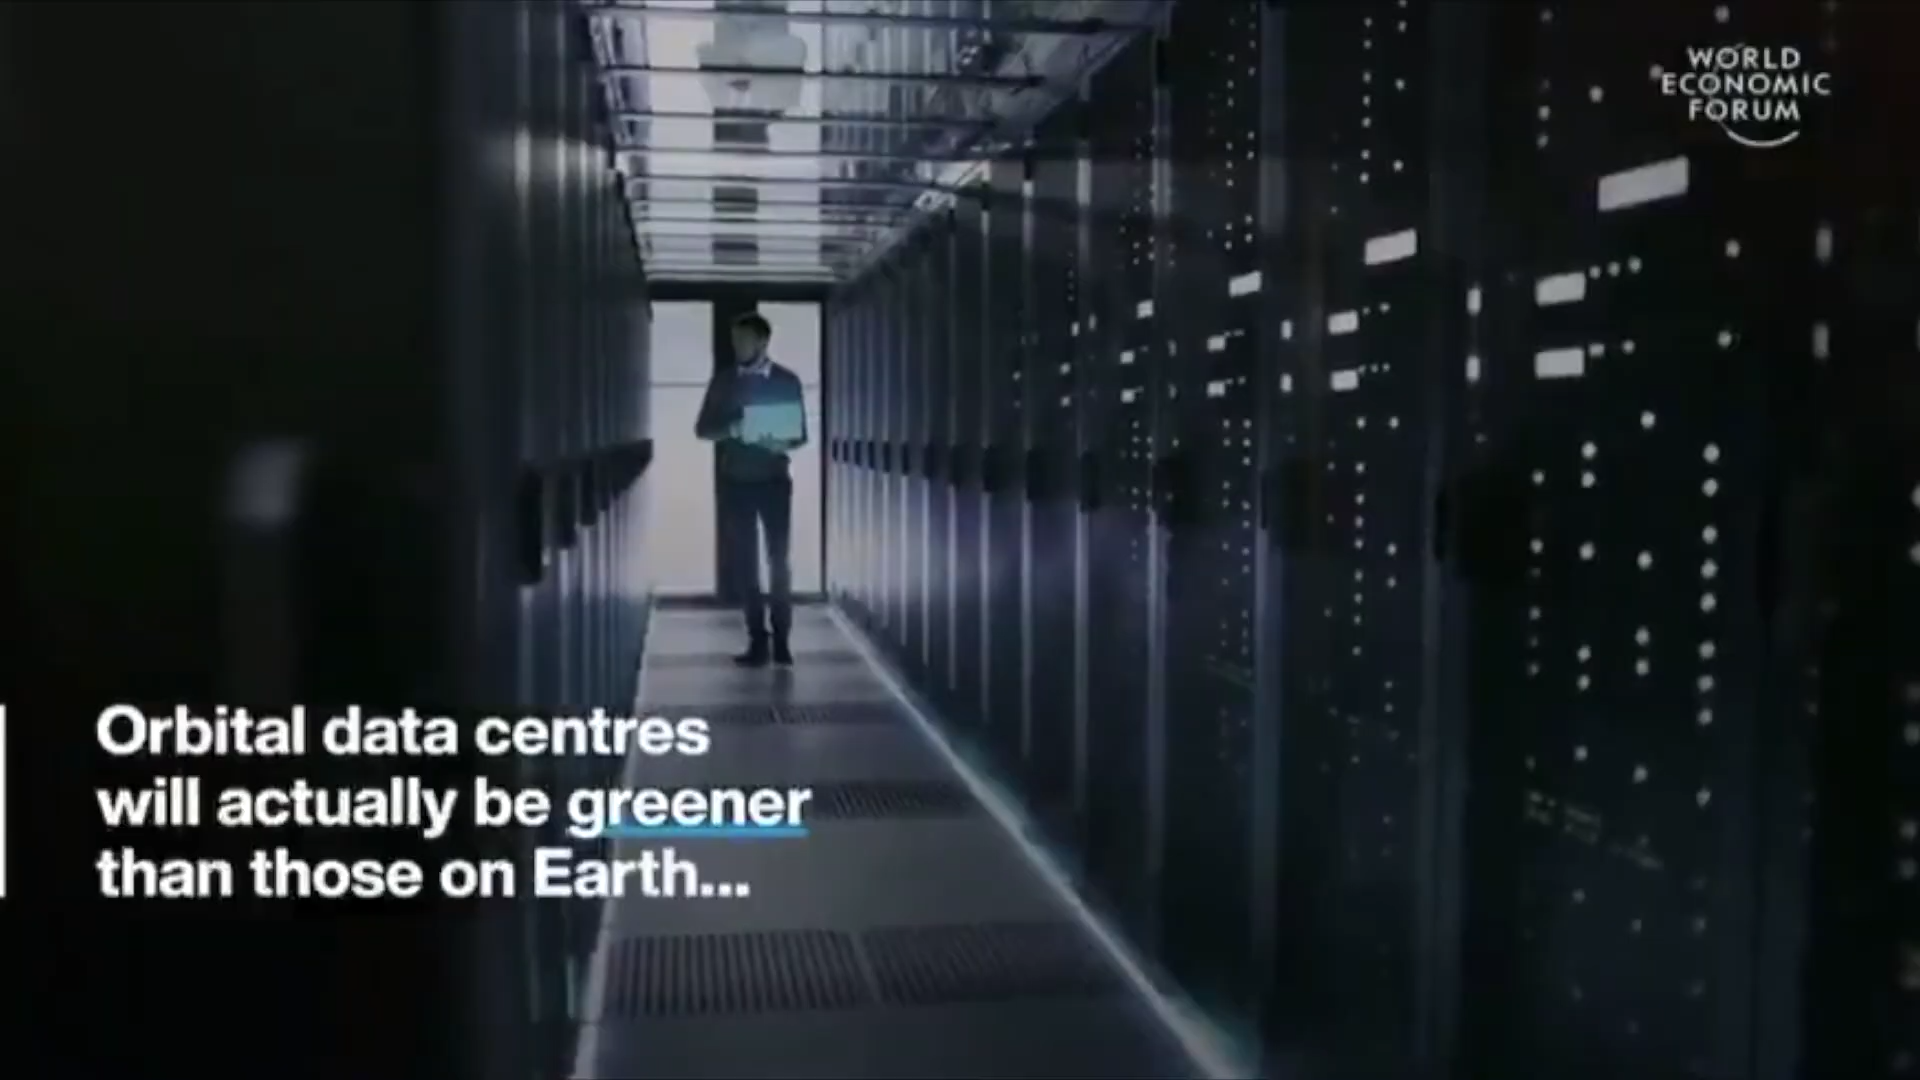 WORLD
ECONOMIC
FORUM
Orbital data centres
will actually be greener
than those on Earth...